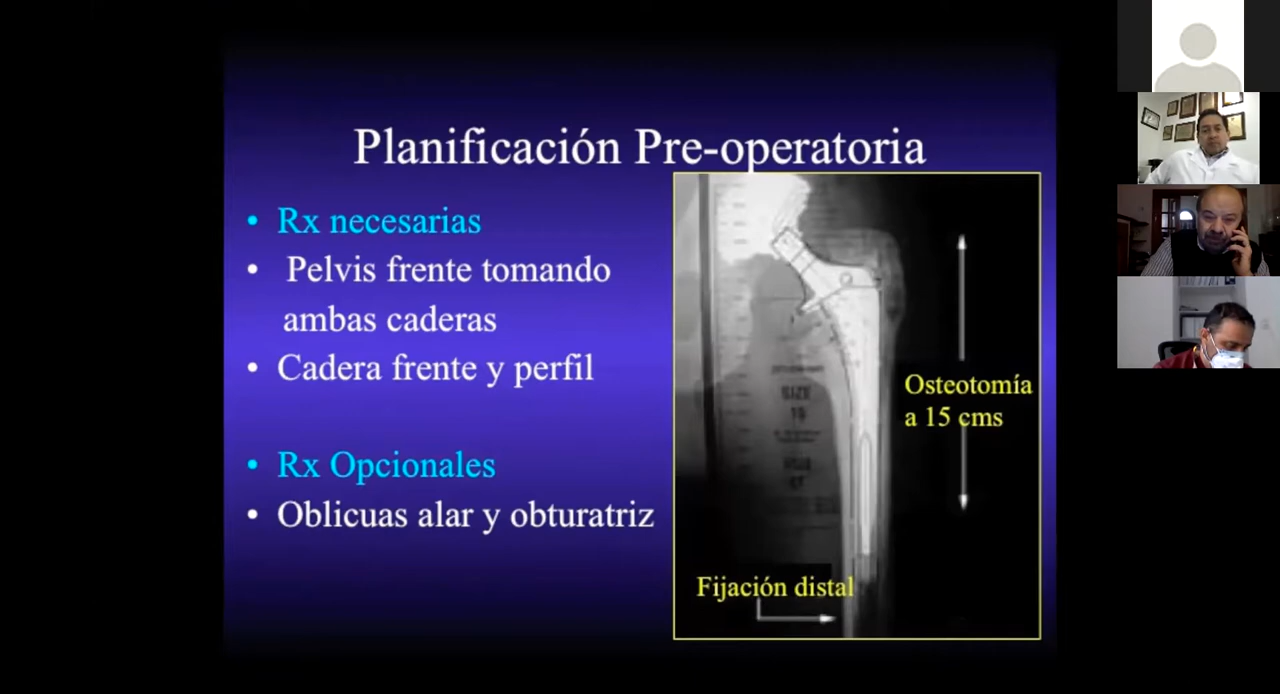 Planificación Pre-operatoria
• Rx necesarias
• Pelvis frente tomando
ambas caderas
• Cadera frente y perfil
• Rx Opcionales
• Oblicuas alar y obturatriz
SIZE
Osteotomía
a 15 cms
Fijación distal